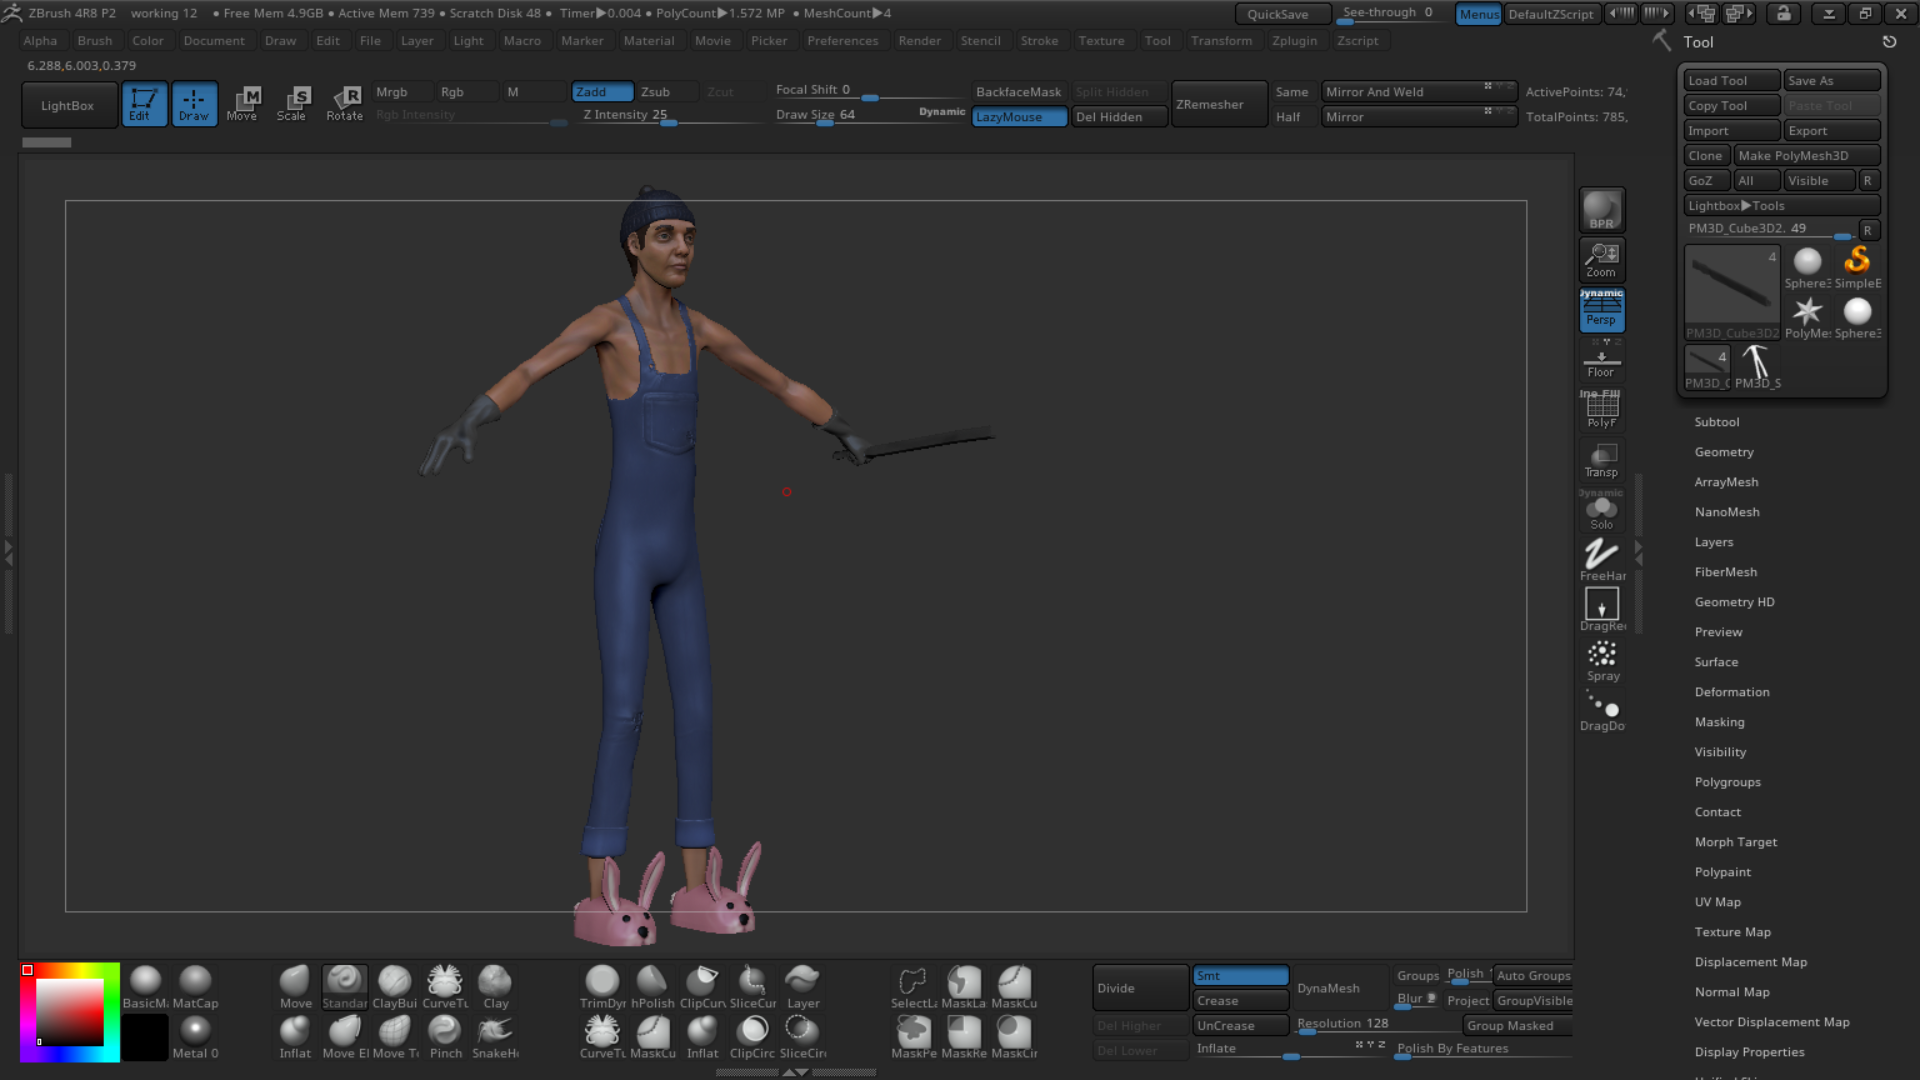 ZBrush 4R8 P2 working 12 • Free Mem 4.9GB • Active Mem 739 • Scratch Disk 48 • Timer▶0.004 • PolyCount▶1.572 MP • MeshCount▶4 QuickSave See-through 0 Menus DefaultZScript
Alpha Brush Color Document Draw Edit File Layer Light Macro Marker Material Movie Picker Preferences Render Stencil Stroke Texture Tool Transform Zplugin Zscript
Tool
6.288,6.003,0.379
LightBox Edit Draw Move Scale Rotate
Mrgb Rgb M Zadd Zsub Zcut Focal Shift 0 BackfaceMask Split Hidden ZRemesher Same Mirror And Weld ActivePoints: 74,
Rgb Intensity Z Intensity 25 Draw Size 64 Dynamic LazyMouse Del Hidden Half Mirror TotalPoints: 785,
Load Tool Save As
Copy Tool Paste Tool
Import Export
Clone Make PolyMesh3D
GoZ All Visible R
Lightbox▶Tools
PM3D_Cube3D2. 49 R
4
Sphere3 SimpleE
PM3D_Cube3D2 PolyMe Sphere3
4
PM3D_C PM3D_S
BPR
Zoom
Dynamic
Persp
Floor
Line Fill
PolyF
Transp
Dynamic
Solo
FreeHan
DragRec
Spray
DragDo
Subtool
Geometry
ArrayMesh
NanoMesh
Layers
FiberMesh
Geometry HD
Preview
Surface
Deformation
Masking
Visibility
Polygroups
Contact
Morph Target
Polypaint
UV Map
Texture Map
Displacement Map
Normal Map
Vector Displacement Map
Display Properties
BasicMa MatCap Move Standar ClayBui CurveTu Clay TrimDyn hPolish ClipCurv SliceCur Layer SelectLa MaskLa MaskCu
Metal 0 Inflat Move El Move To Pinch SnakeHo CurveTu MaskCu Inflat ClipCirc SliceCirc MaskPe MaskRe MaskCir
Divide Smt DynaMesh Groups Polish Auto Groups
Crease Blur 2 Project GroupVisible
Del Higher UnCrease Resolution 128 Group Masked
Del Lower Inflate X Y Z Polish By Features